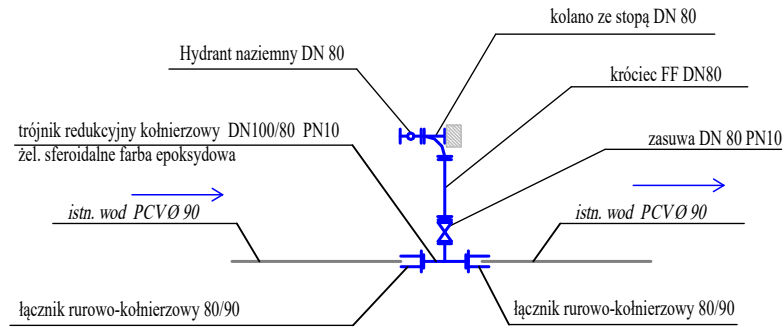 kolano ze stopą DN 80
Hydrant naziemny DN 80
króciec FF DN80
trójnik redukcyjny kołnierzowy DN100/80 PN10
żel. sferoidalne farba epoksydowa
zasuwa DN 80 PN10
istn. wod PCVØ 90
istn. wod PCVØ 90
łącznik rurowo-kołnierzowy 80/90
łącznik rurowo-kołnierzowy 80/90